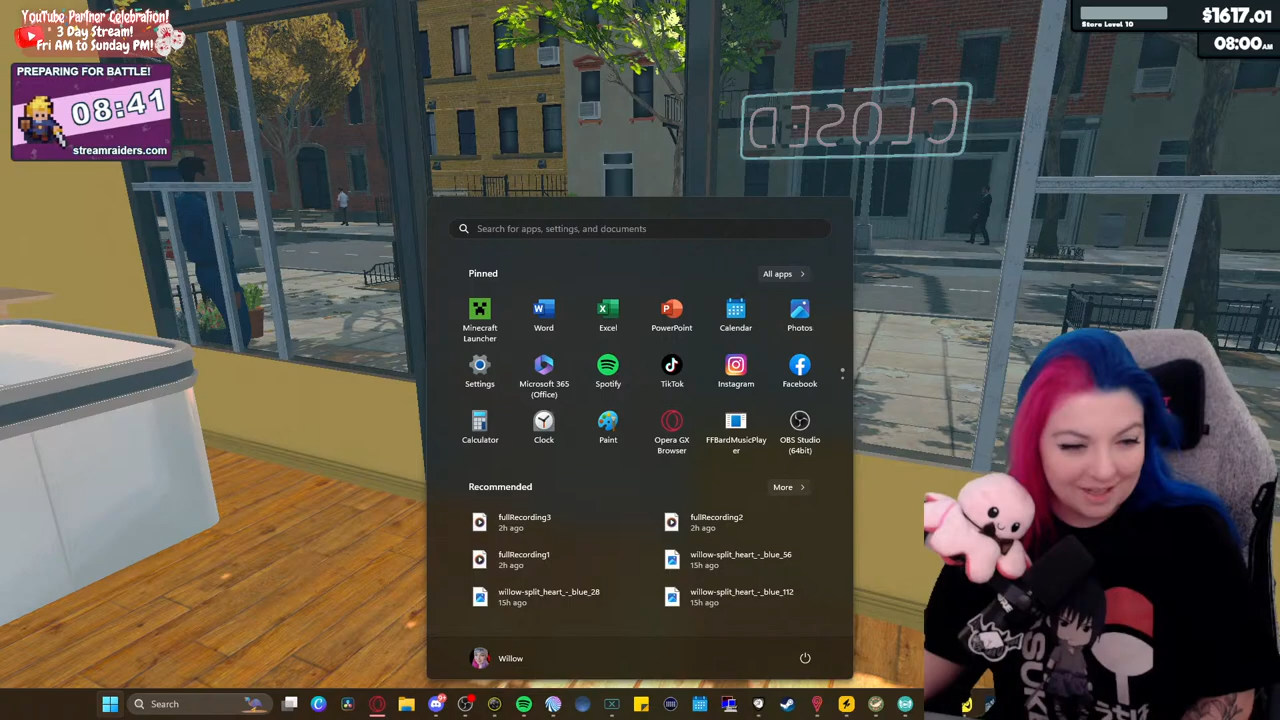 YouTube Partner Celebration!
3 Day Stream!
Fri AM to Sunday PM!
PREPARING FOR BATTLE!
08:41
streamraiders.com
Store Level 10
$1617.01
08:00AM
CLOSED
Search for apps, settings, and documents
Pinned
All apps
Minecraft Launcher
Word
Excel
PowerPoint
Calendar
Photos
Settings
Microsoft 365 (Office)
Spotify
TikTok
Instagram
Facebook
Calculator
Clock
Paint
Opera GX Browser
FFBardMusicPlayer
OBS Studio (64bit)
Recommended
More
fullRecording3
2h ago
fullRecording2
2h ago
fullRecording1
2h ago
willow-split_heart_-_blue_56
15h ago
willow-split_heart_-_blue_28
15h ago
willow-split_heart_-_blue_112
15h ago
Willow
Search